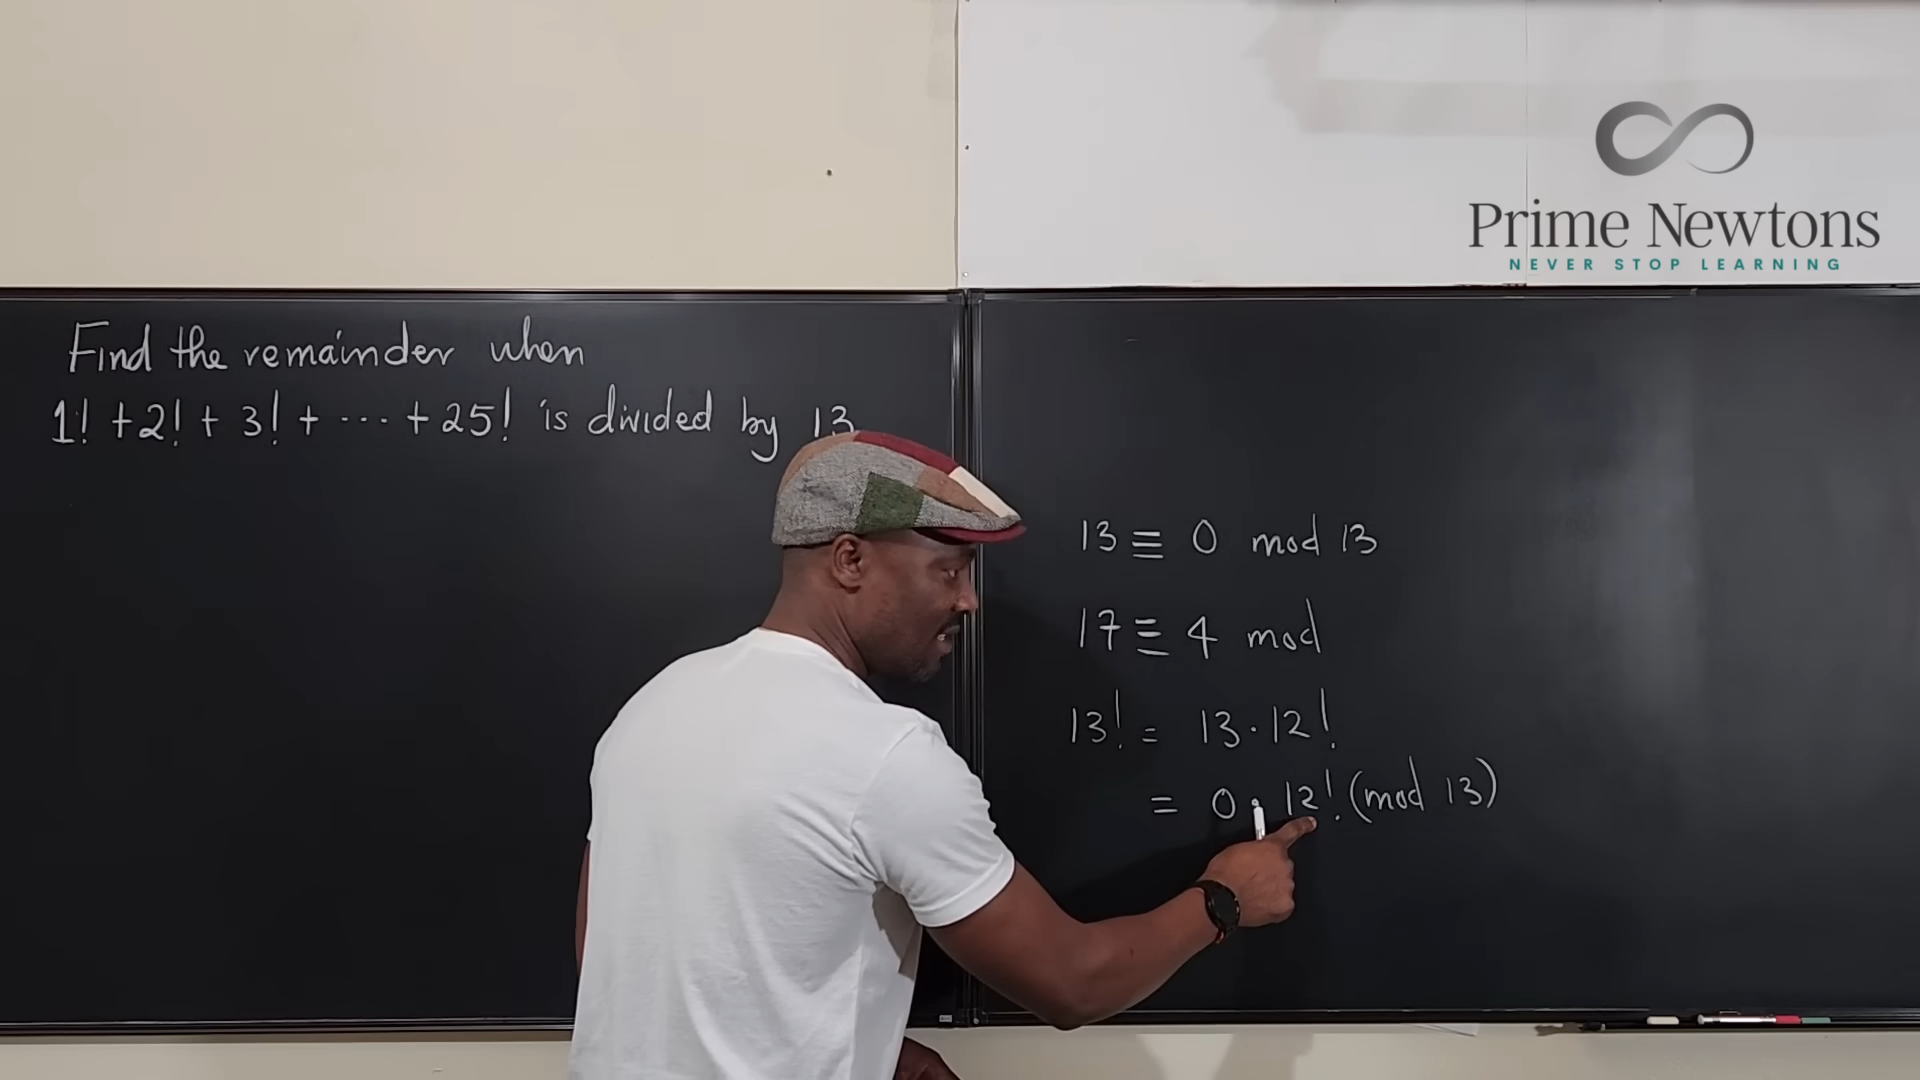 Prime Newtons
NEVER STOP LEARNING
Find the remainder when
1! + 2! + 3! + ... + 25! is divided by 13
13 ≡ 0 mod 13
17 ≡ 4 mod
13! = 13 · 12!
= 0 · 12! (mod 13)